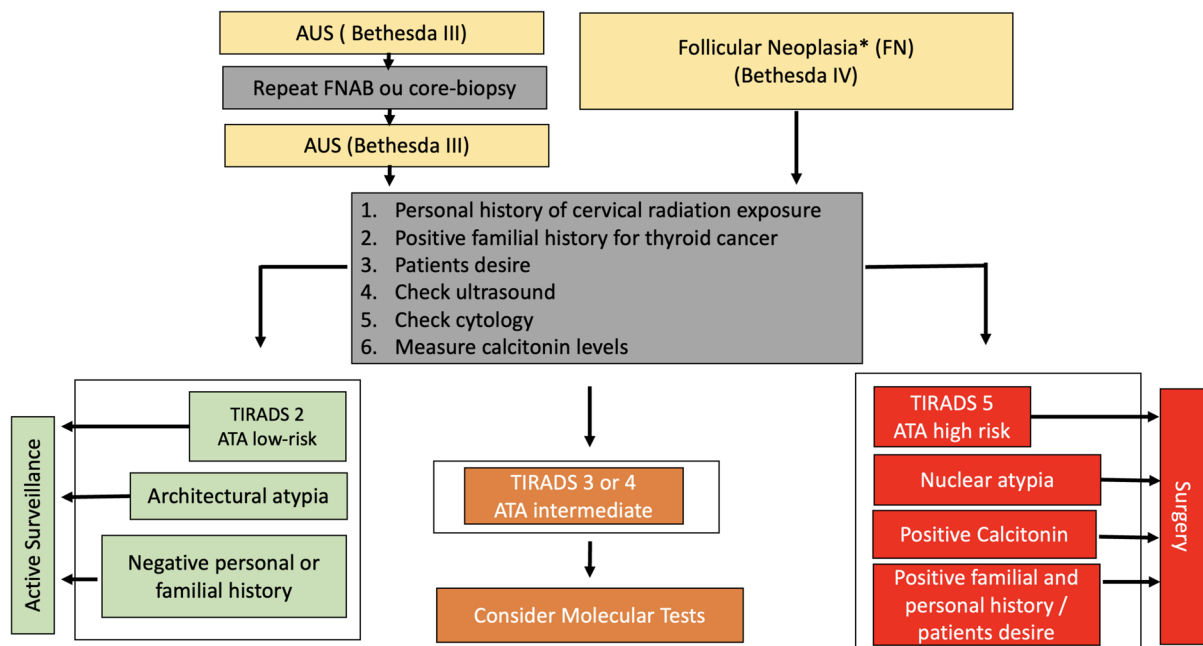 AUS ( Bethesda III)
Repeat FNAB ou core-biopsy
AUS (Bethesda III)
Follicular Neoplasia* (FN)
(Bethesda IV)
1. Personal history of cervical radiation exposure
2. Positive familial history for thyroid cancer
3. Patients desire
4. Check ultrasound
5. Check cytology
6. Measure calcitonin levels
Active Surveillance
TIRADS 2
ATA low-risk
Architectural atypia
Negative personal or
familial history
TIRADS 3 or 4
ATA intermediate
Consider Molecular Tests
TIRADS 5
ATA high risk
Nuclear atypia
Positive Calcitonin
Positive familial and
personal history /
patients desire
Surgery